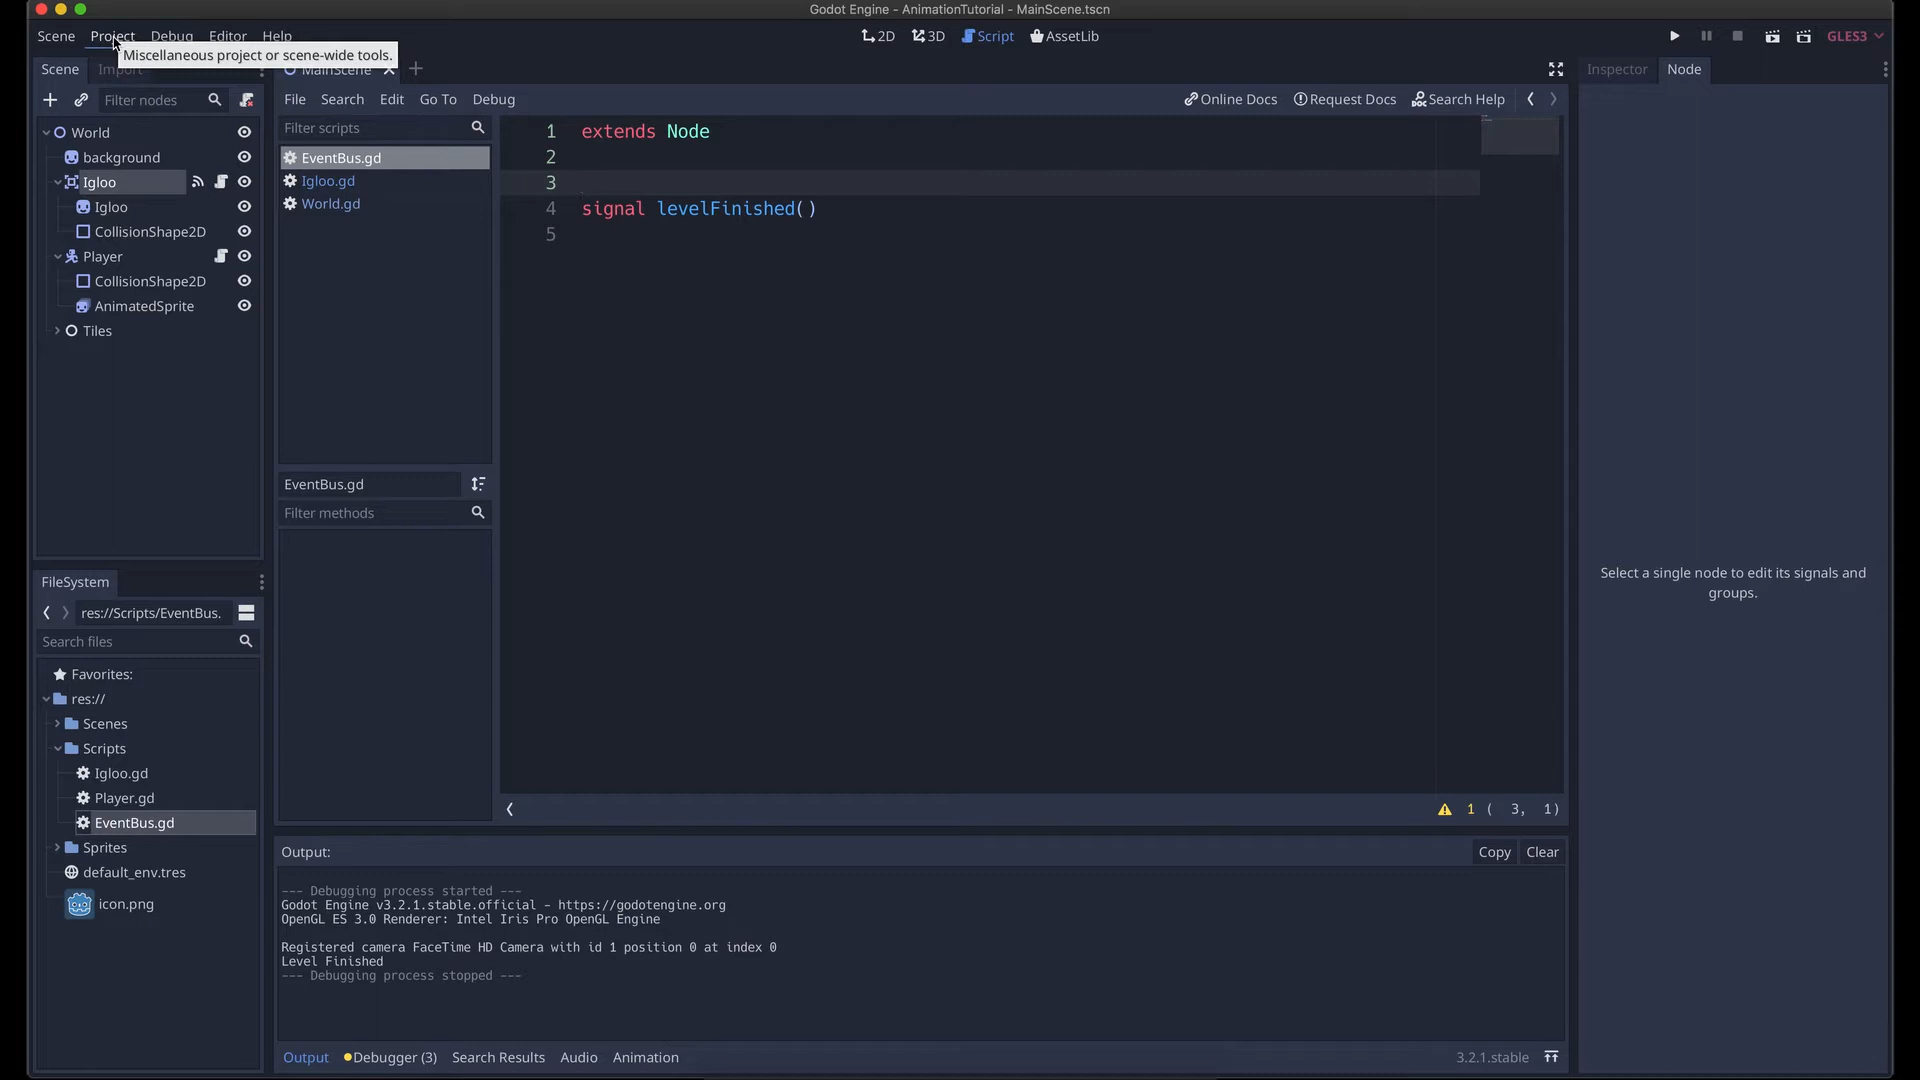 Godot Engine - AnimationTutorial - MainScene.tscn
Scene Project Debug Editor Help
2D 3D Script AssetLib
GLES3
Miscellaneous project or scene-wide tools.
Scene Import
MainScene
Inspector Node
Filter nodes
File Search Edit Go To Debug
Online Docs Request Docs Search Help
World
background
Igloo
Igloo
CollisionShape2D
Player
CollisionShape2D
AnimatedSprite
Tiles
Filter scripts
EventBus.gd
Igloo.gd
World.gd
EventBus.gd
Filter methods
1 extends Node
2
3
4 signal levelFinished()
5
1 ( 3, 1)
Select a single node to edit its signals and
groups.
FileSystem
res://Scripts/EventBus.
Search files
Favorites:
res://
Scenes
Scripts
Igloo.gd
Player.gd
EventBus.gd
Sprites
default_env.tres
icon.png
Output:
Copy Clear
--- Debugging process started ---
Godot Engine v3.2.1.stable.official - https://godotengine.org
OpenGL ES 3.0 Renderer: Intel Iris Pro OpenGL Engine
Registered camera FaceTime HD Camera with id 1 position 0 at index 0
Level Finished
--- Debugging process stopped ---
Output Debugger (3) Search Results Audio Animation
3.2.1.stable